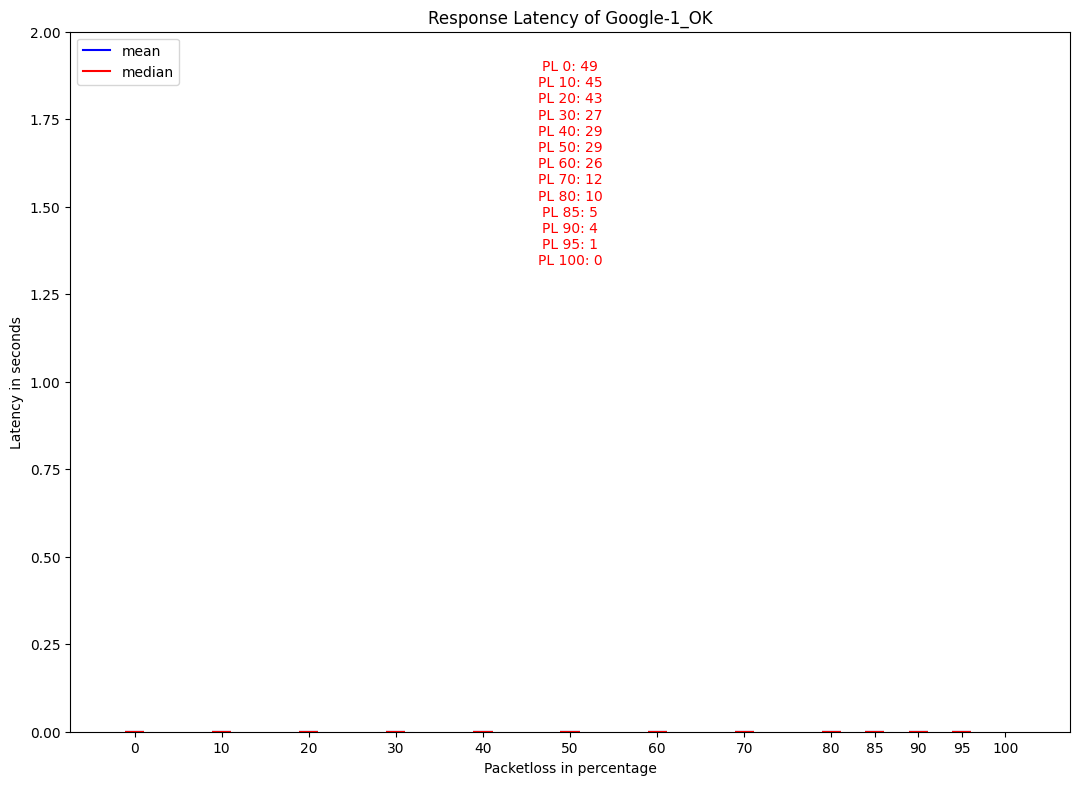 Response Latency of Google-1_OK
mean
median
PL 0: 49
PL 10: 45
PL 20: 43
PL 30: 27
PL 40: 29
PL 50: 29
PL 60: 26
PL 70: 12
PL 80: 10
PL 85: 5
PL 90: 4
PL 95: 1
PL 100: 0
Latency in seconds
2.00
1.75
1.50
1.25
1.00
0.75
0.50
0.25
0.00
0 10 20 30 40 50 60 70 80 85 90 95 100
Packetloss in percentage